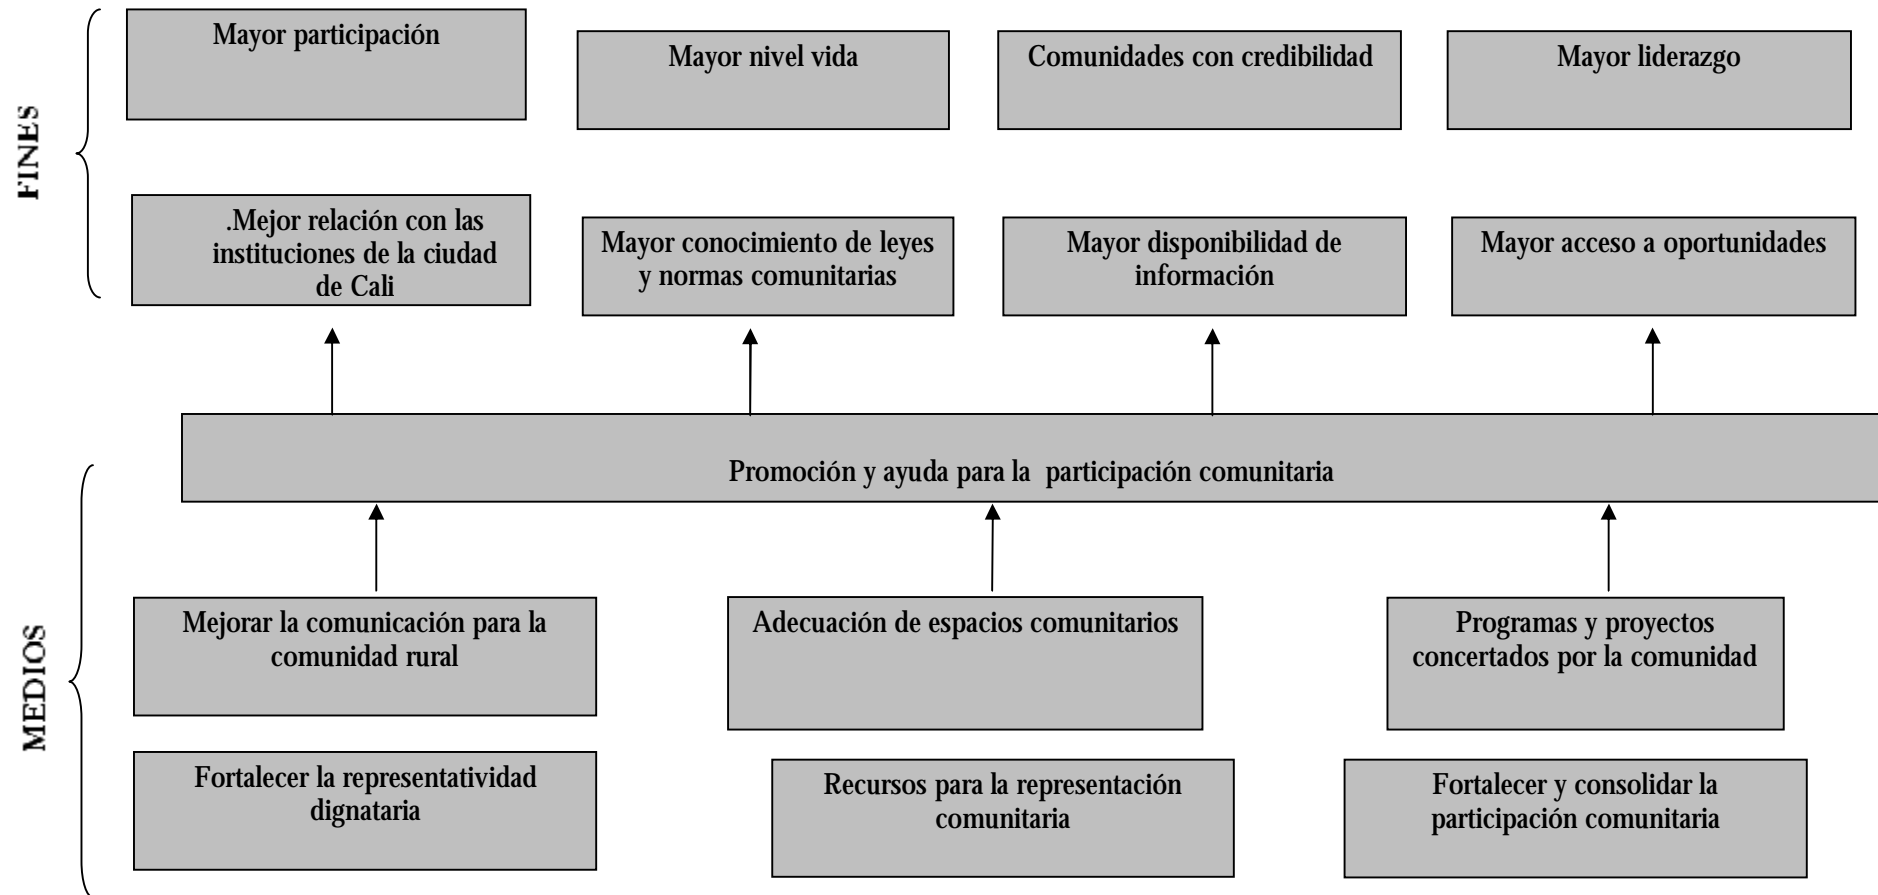 FINES
Mayor participación
Mayor nivel vida
Comunidades con credibilidad
Mayor liderazgo
.Mejor relación con las
instituciones de la ciudad
de Cali
Mayor conocimiento de leyes
y normas comunitarias
Mayor disponibilidad de
información
Mayor acceso a oportunidades
Promoción y ayuda para la  participación comunitaria
MEDIOS
Mejorar la comunicación para la
comunidad rural
Adecuación de espacios comunitarios
Programas y proyectos
concertados por la comunidad
Fortalecer la representatividad
dignataria
Recursos para la representación
comunitaria
Fortalecer y consolidar la
participación comunitaria